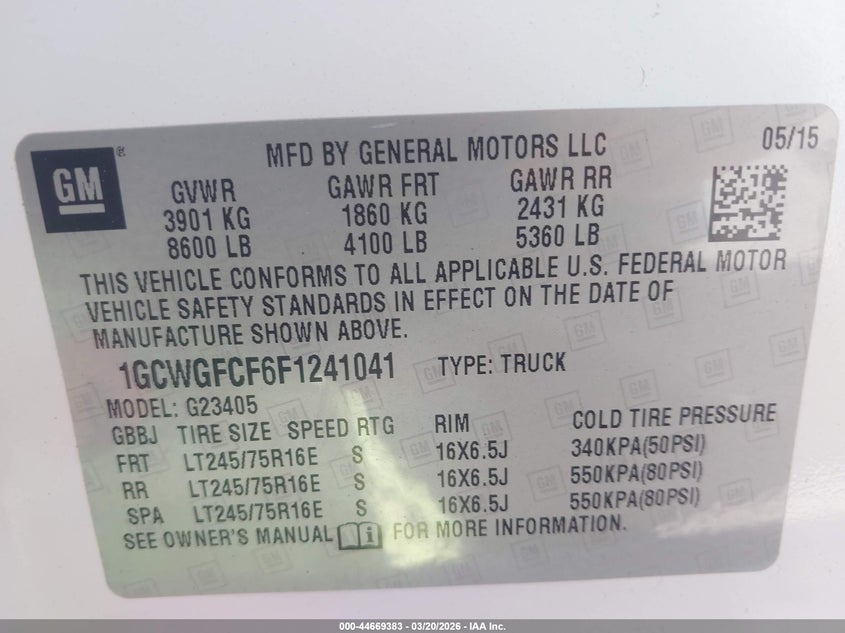 GM
®
MFD BY GENERAL MOTORS LLC 05/15
GVWR GAWR FRT GAWR RR
3901 KG 1860 KG 2431 KG
8600 LB 4100 LB 5360 LB
THIS VEHICLE CONFORMS TO ALL APPLICABLE U.S. FEDERAL MOTOR
VEHICLE SAFETY STANDARDS IN EFFECT ON THE DATE OF
MANUFACTURE SHOWN ABOVE.
1GCWGFCF6F1241041 TYPE: TRUCK
MODEL: G23405
GBBJ TIRE SIZE SPEED RTG RIM COLD TIRE PRESSURE
FRT LT245/75R16E S 16X6.5J 340KPA(50PSI)
RR LT245/75R16E S 16X6.5J 550KPA(80PSI)
SPA LT245/75R16E S 16X6.5J 550KPA(80PSI)
SEE OWNER'S MANUAL i FOR MORE INFORMATION.
000-44669383 - 03/20/2026 - IAA Inc.